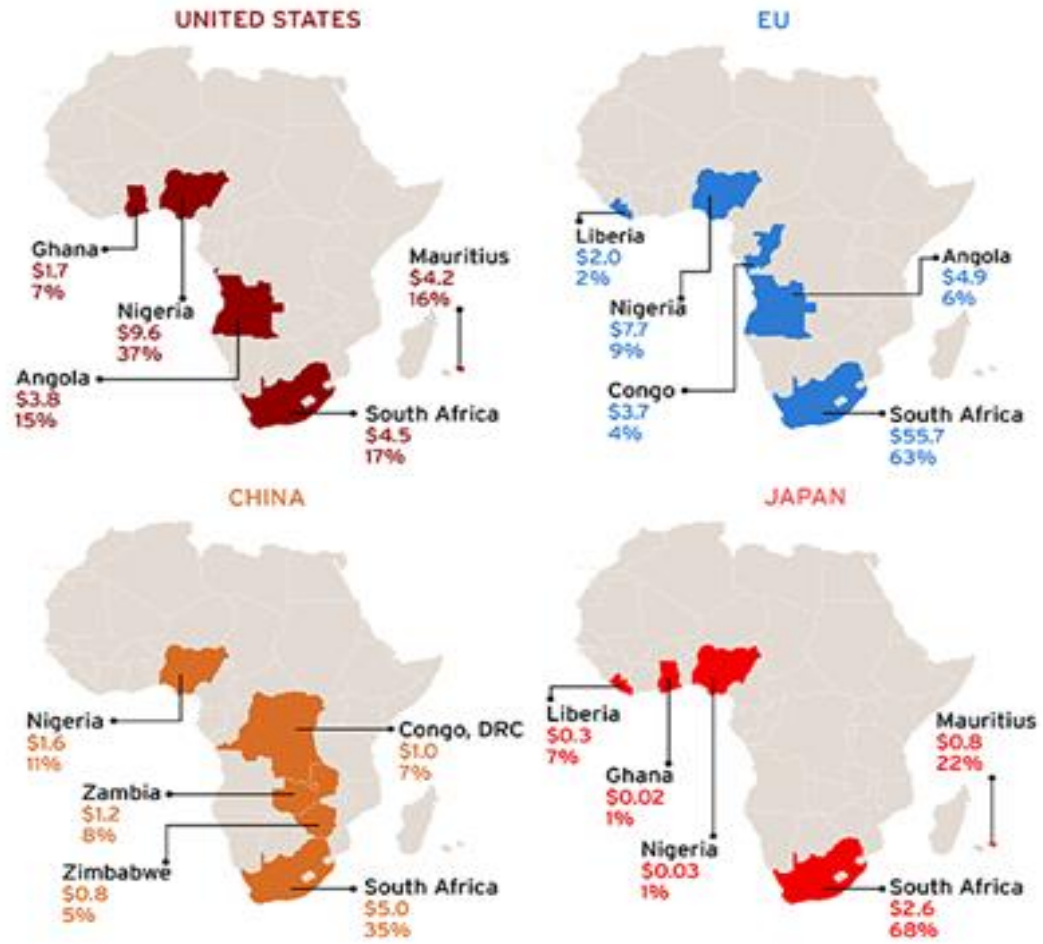 UNITED STATES
Ghana
$1.7
7%
Nigeria
$9.6
37%
Angola
$3.8
15%
Mauritius
$4.2
16%
South Africa
$4.5
17%
EU
Liberia
$2.0
2%
Nigeria
$7.7
9%
Congo
$3.7
4%
Angola
$4.9
6%
South Africa
$55.7
63%
CHINA
Nigeria
$1.6
11%
Zambia
$1.2
8%
Zimbabwe
$0.8
5%
Congo, DRC
$1.0
7%
South Africa
$5.0
35%
JAPAN
Liberia
$0.3
7%
Ghana
$0.02
1%
Nigeria
$0.03
1%
Mauritius
$0.8
22%
South Africa
$2.6
68%